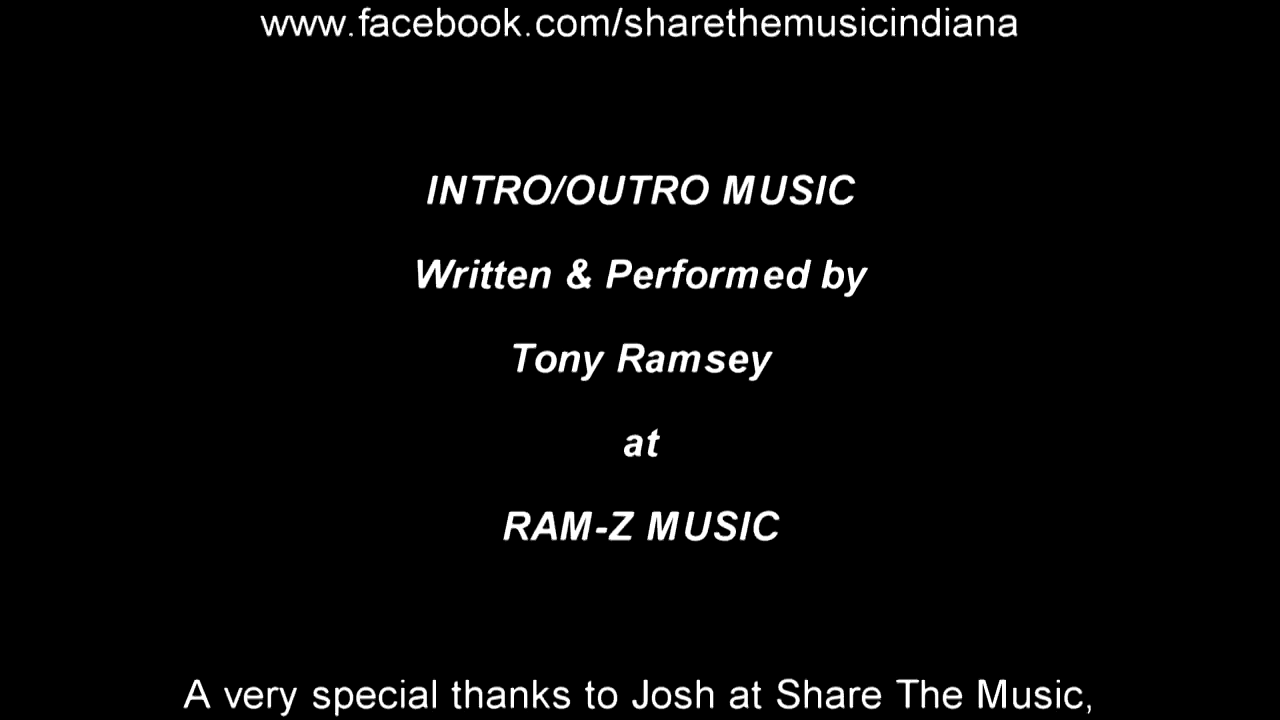 www.facebook.com/sharethemusicindiana
INTRO/OUTRO MUSIC
Written & Performed by
Tony Ramsey
at
RAM-Z MUSIC
A very special thanks to Josh at Share The Music,